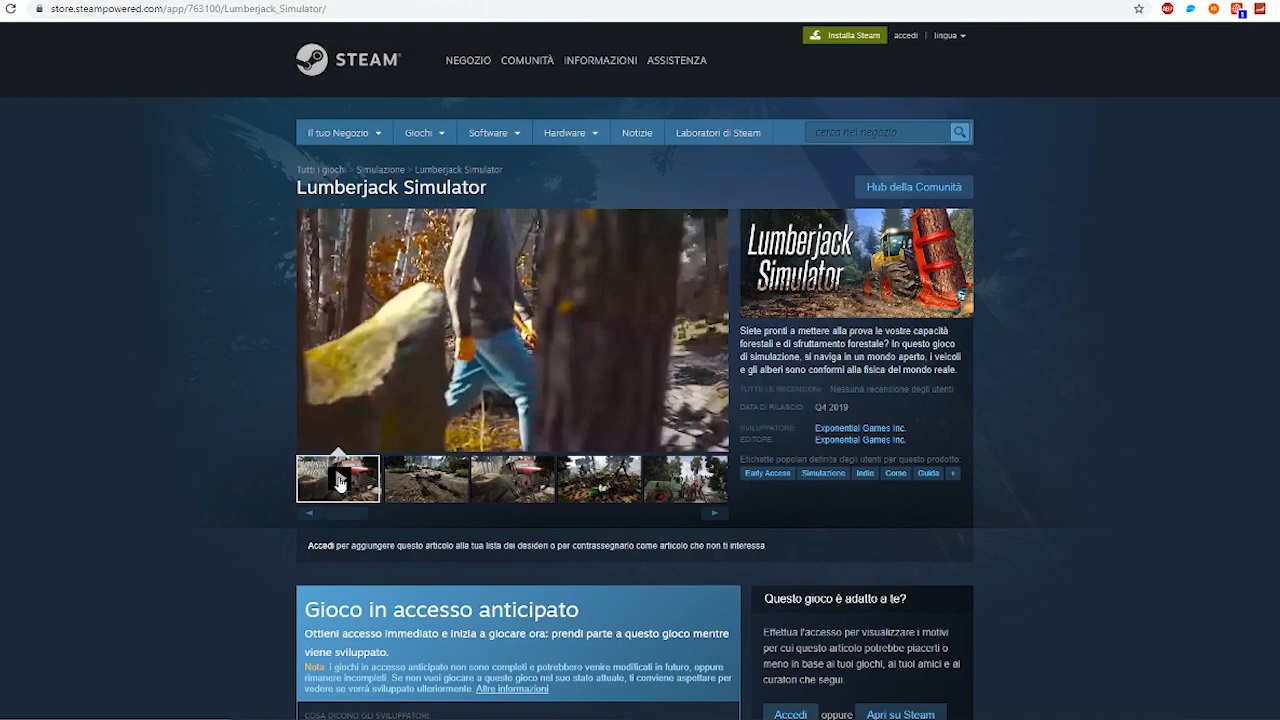 store.steampowered.com/app/763100/Lumberjack_Simulator/
Installa Steam accedi | lingua
STEAM
NEGOZIO COMUNITÀ INFORMAZIONI ASSISTENZA
Il tuo Negozio Giochi Software Hardware Notizie Laboratori di Steam cerca nel negozio
Tutti i giochi > Simulazione > Lumberjack Simulator
Lumberjack Simulator
Hub della Comunità
Lumberjack
Simulator
Siete pronti a mettere alla prova le vostre capacità
forestali e di sfruttamento forestale? In questo gioco
di simulazione, si naviga in un mondo aperto, i veicoli
e gli alberi sono conformi alla fisica del mondo reale.
TUTTE LE RECENSIONI: Nessuna recensione degli utenti
DATA DI RILASCIO: Q4 2019
SVILUPPATORE: Exponential Games Inc.
EDITORE: Exponential Games Inc.
Etichette popolari definite dagli utenti per questo prodotto:
Early Access Simulazione Indie Corse Guida +
Accedi per aggiungere questo articolo alla tua lista dei desideri o per contrassegnarlo come articolo che non ti interessa
Gioco in accesso anticipato
Ottieni accesso immediato e inizia a giocare ora: prendi parte a questo gioco mentre
viene sviluppato.
Nota: i giochi in accesso anticipato non sono completi e potrebbero venire modificati in futuro, oppure
rimanere incompleti. Se non vuoi giocare a questo gioco nel suo stato attuale, ti conviene aspettare per
vedere se verrà sviluppato ulteriormente. Altre informazioni
COSA DICONO GLI SVILUPPATORI:
Questo gioco è adatto a te?
Effettua l'accesso per visualizzare i motivi
per cui questo articolo potrebbe piacerti o
meno in base ai tuoi giochi, ai tuoi amici e ai
curatori che segui.
Accedi oppure Apri su Steam